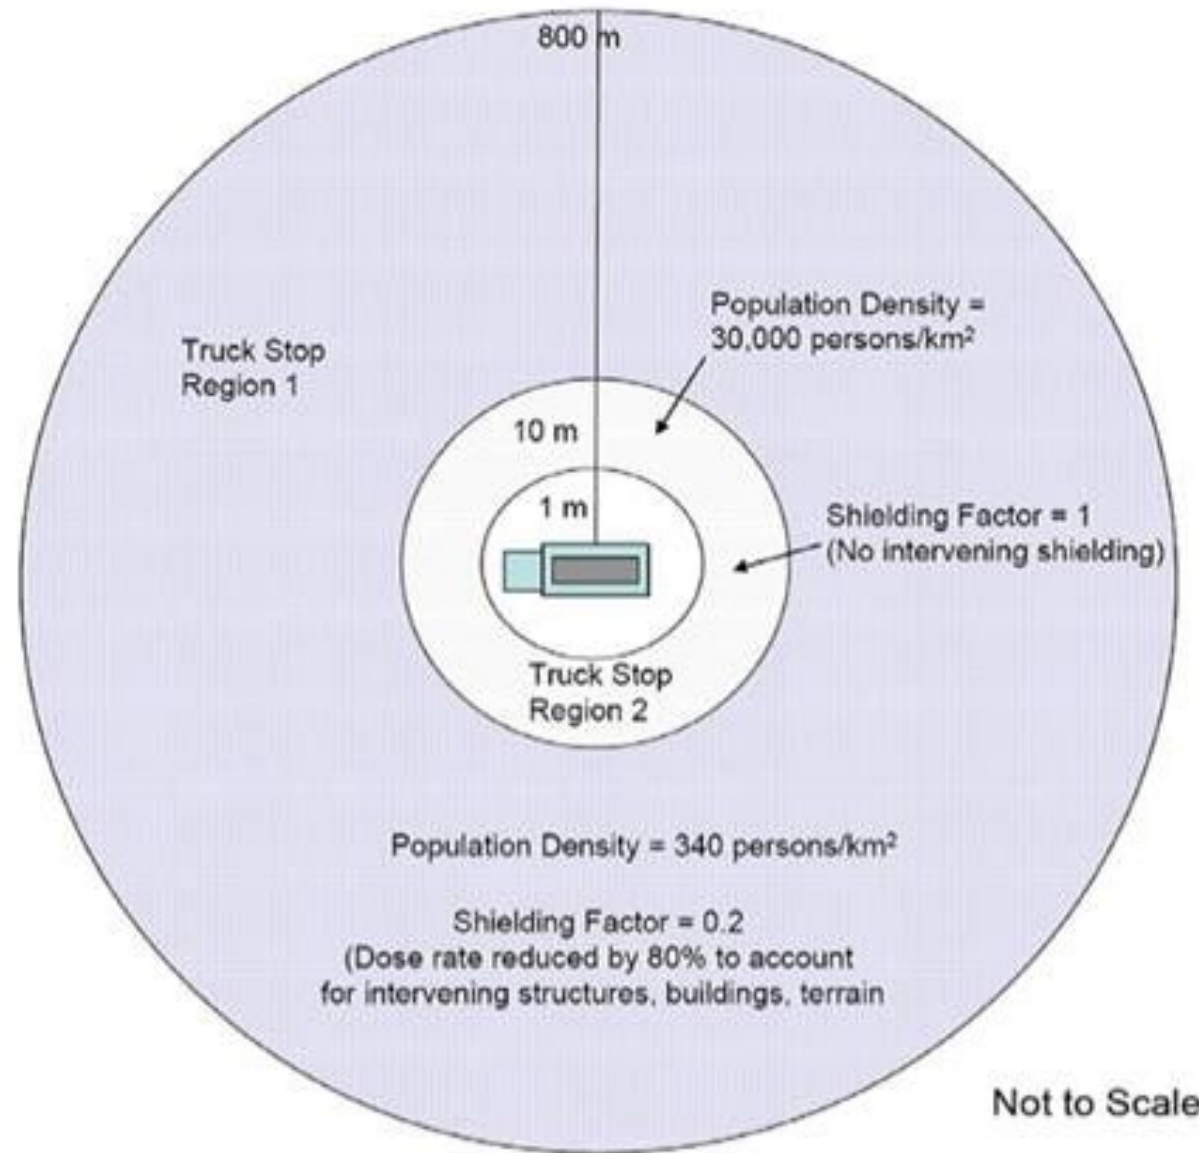 800 m
Population Density =
30,000 persons/km²
Truck Stop
Region 1
10 m
1 m
Shielding Factor = 1
(No intervening shielding)
Truck Stop
Region 2
Population Density = 340 persons/km²
Shielding Factor = 0.2
(Dose rate reduced by 80% to account
for intervening structures, buildings, terrain
Not to Scale